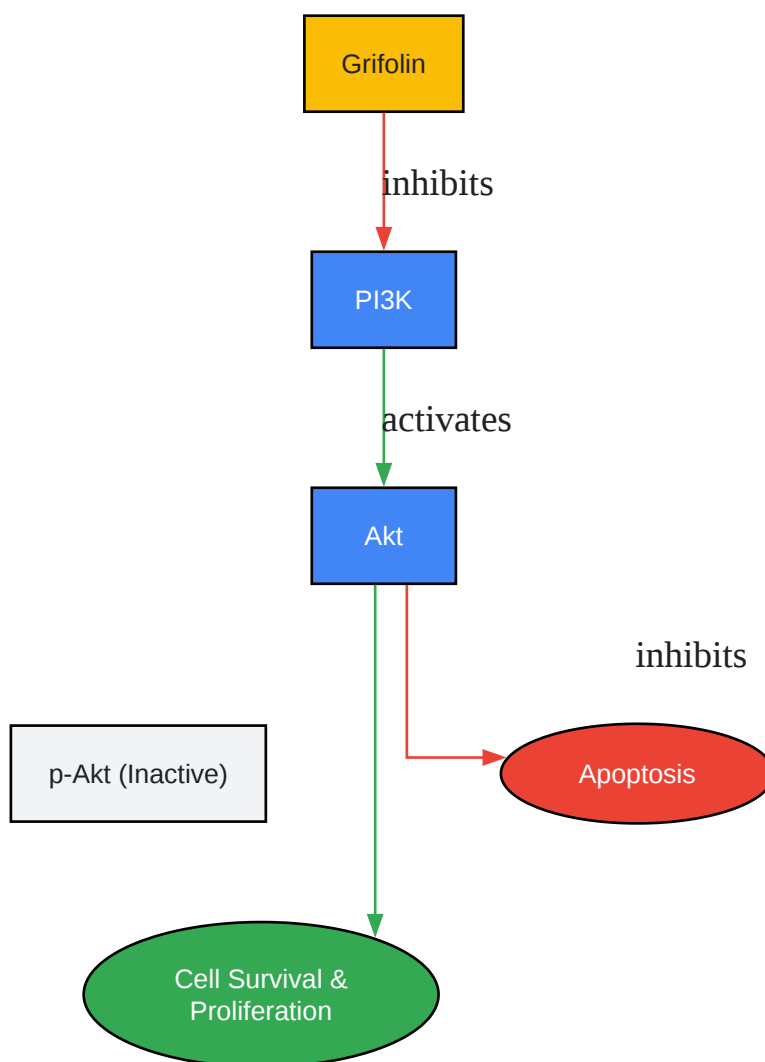 Grifolin
inhibits
PI3K
activates
Akt
inhibits
p-Akt (Inactive)
Apoptosis
Cell Survival &
Proliferation